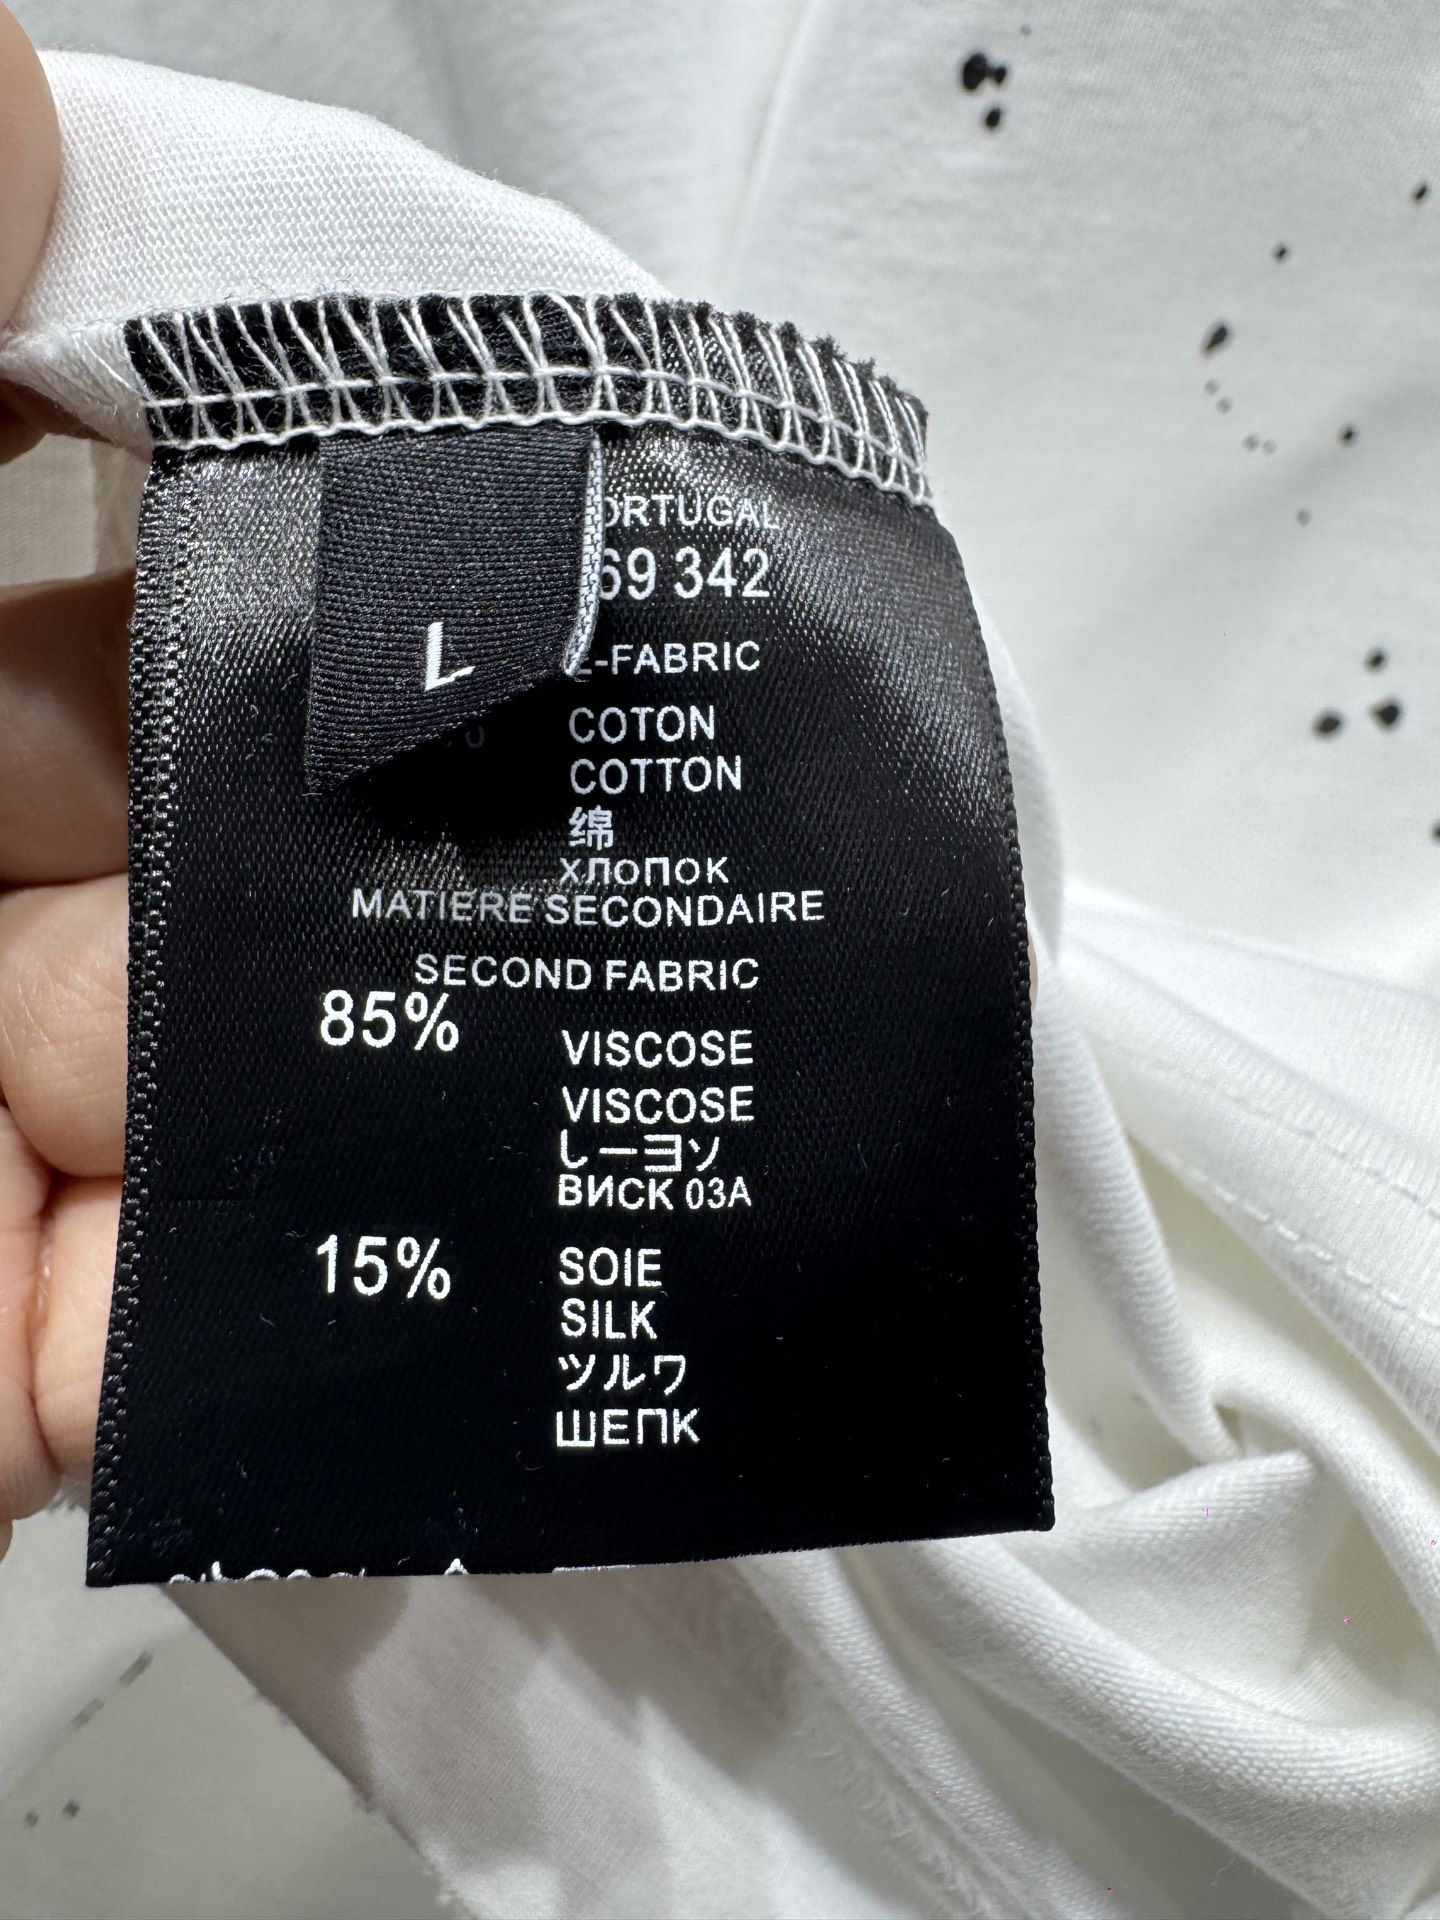 ORTUGAL
69 342
L
-FABRIC
COTON
COTTON
绵
хлопок
MATIERE SECONDAIRE
SECOND FABRIC
85% VISCOSE
VISCOSE
しーヨソ
ВИСК 03А
15% SOIE
SILK
ツルワ
ШЕПК